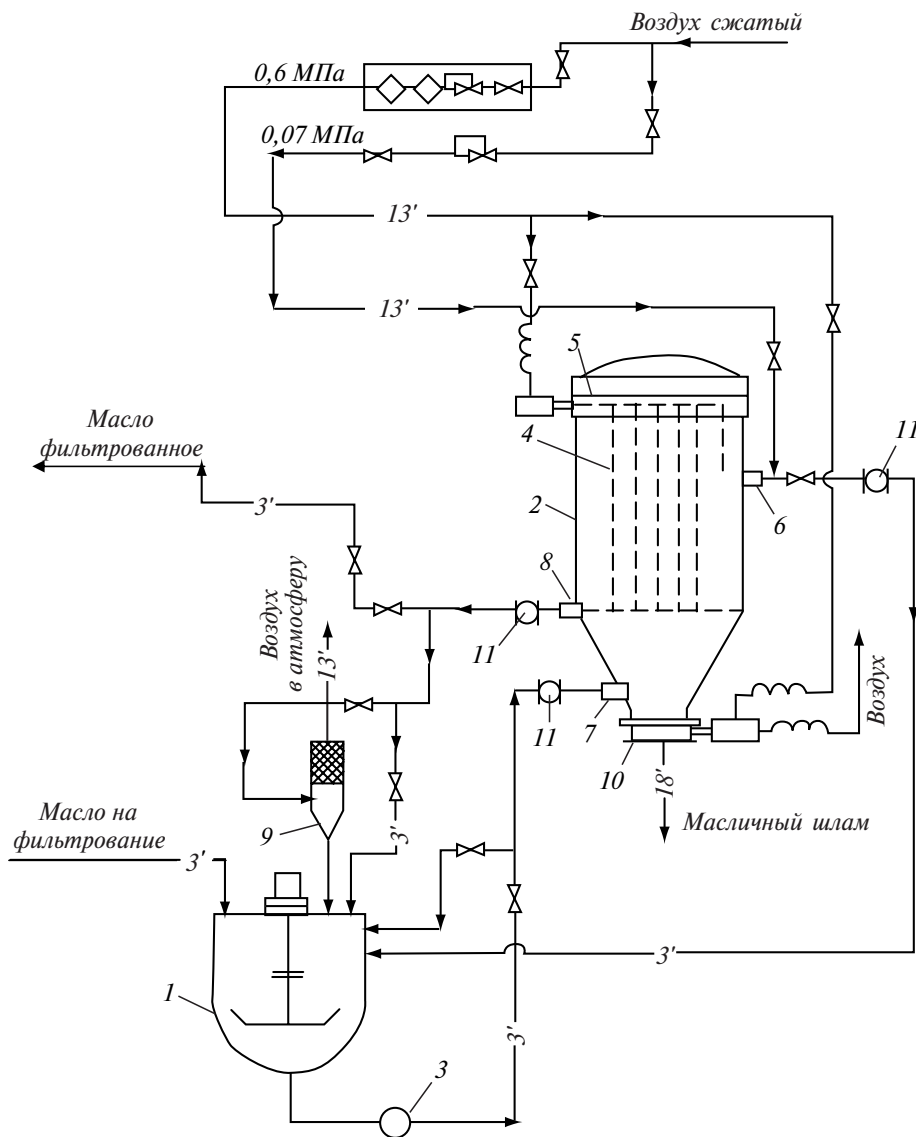 Воздух сжатый
0,6 МПа
0,07 МПа
13'
13'
5
Масло
фильтрованное
4
11
3'
2
6
8
Воздух
в атмосферу
13'
11
Воздух
7
11
10
18'
Масло на
фильтрование
9
3'
Масличный шлам
3'
3'
1
3'
3